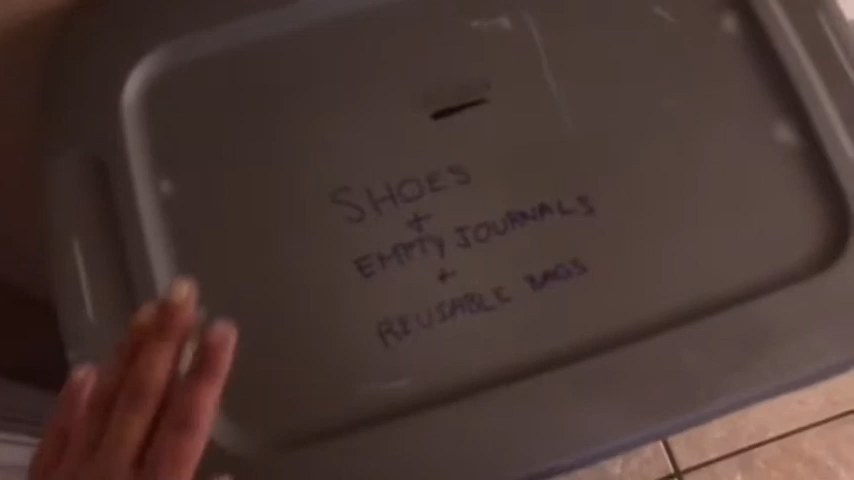 SHOES
+
EMPTY JOURNALS
+
REUSABLE BAGS